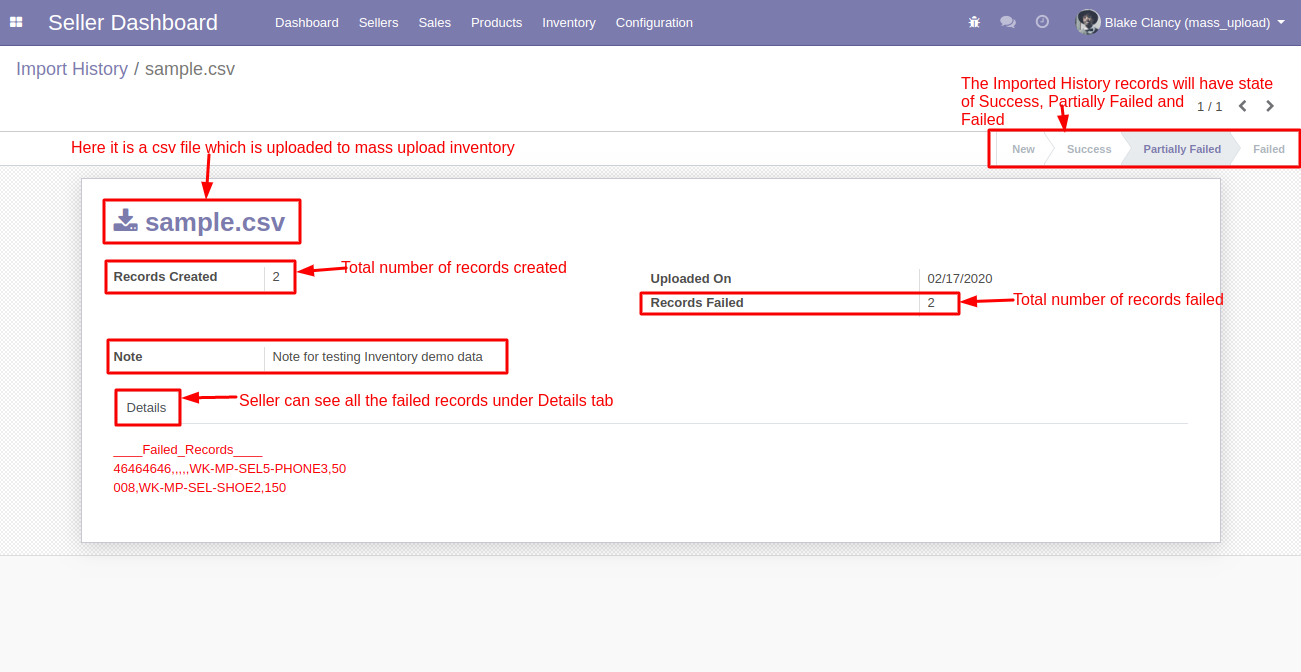 Seller Dashboard Dashboard Sellers Sales Products Inventory Configuration Blake Clancy (mass_upload)
Import History / sample.csv
The Imported History records will have state
of Success, Partially Failed and
Failed
1 / 1
Here it is a csv file which is uploaded to mass upload inventory
New Success Partially Failed Failed
sample.csv
Records Created 2
Total number of records created
Uploaded On 02/17/2020
Records Failed 2
Total number of records failed
Note Note for testing Inventory demo data
Details
Seller can see all the failed records under Details tab
____Failed_Records____
46464646,,,,,WK-MP-SEL5-PHONE3,50
008,WK-MP-SEL-SHOE2,150